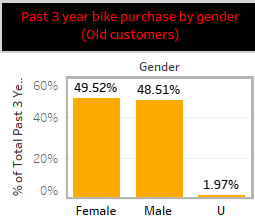 Past 3 year bike purchase by gender
(Old customers)
Gender
% of Total Past 3 Ye..
60%
40%
20%
0%
49.52%
48.51%
1.97%
Female Male U